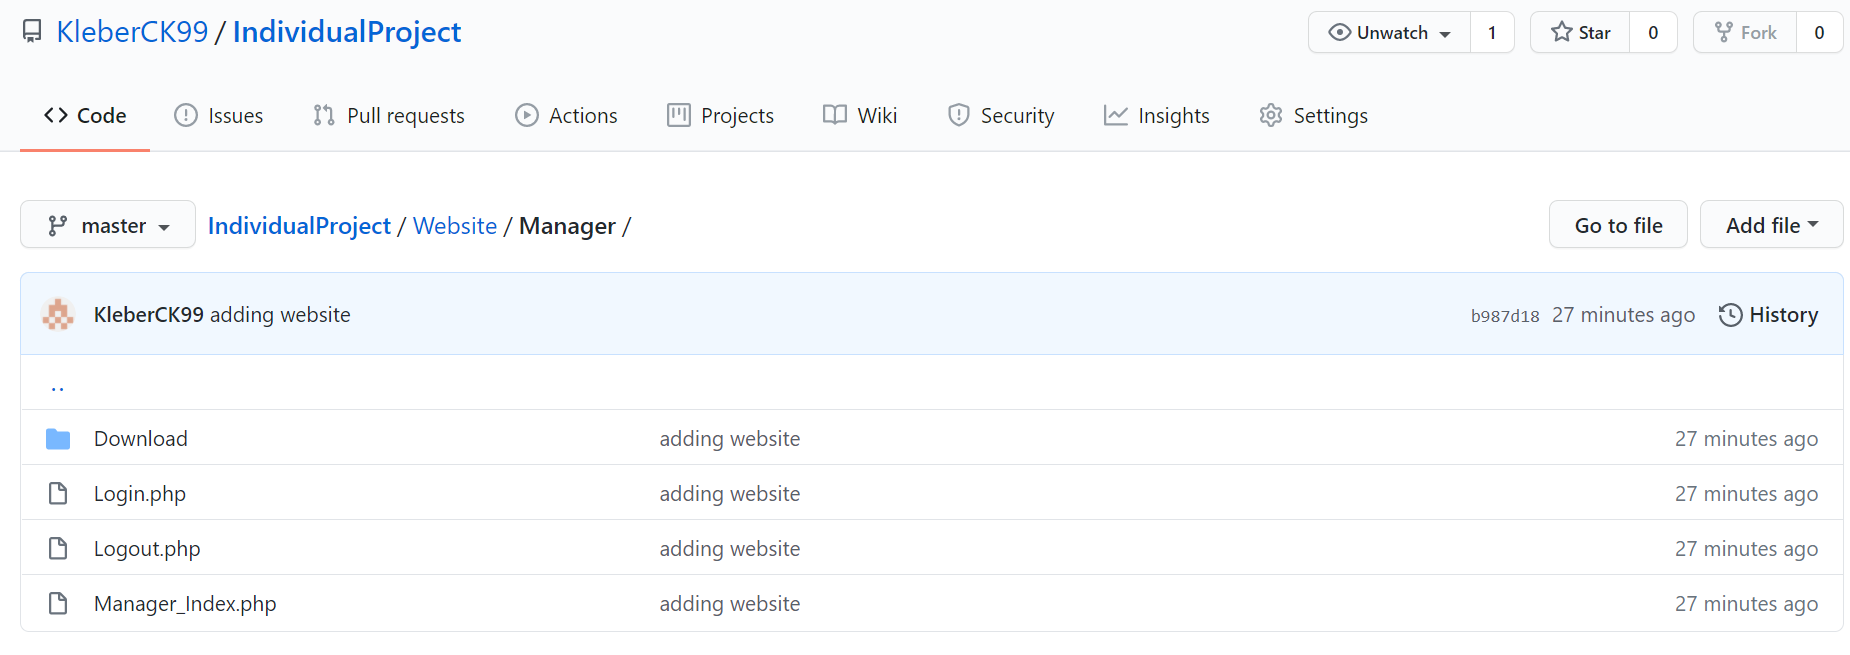 KleberCK99 / IndividualProject
Unwatch 1 Star 0 Fork 0
Code Issues Pull requests Actions Projects Wiki Security Insights Settings
master IndividualProject / Website / Manager / Go to file Add file
KleberCK99 adding website b987d18 27 minutes ago History
..
Download adding website 27 minutes ago
Login.php adding website 27 minutes ago
Logout.php adding website 27 minutes ago
Manager_Index.php adding website 27 minutes ago